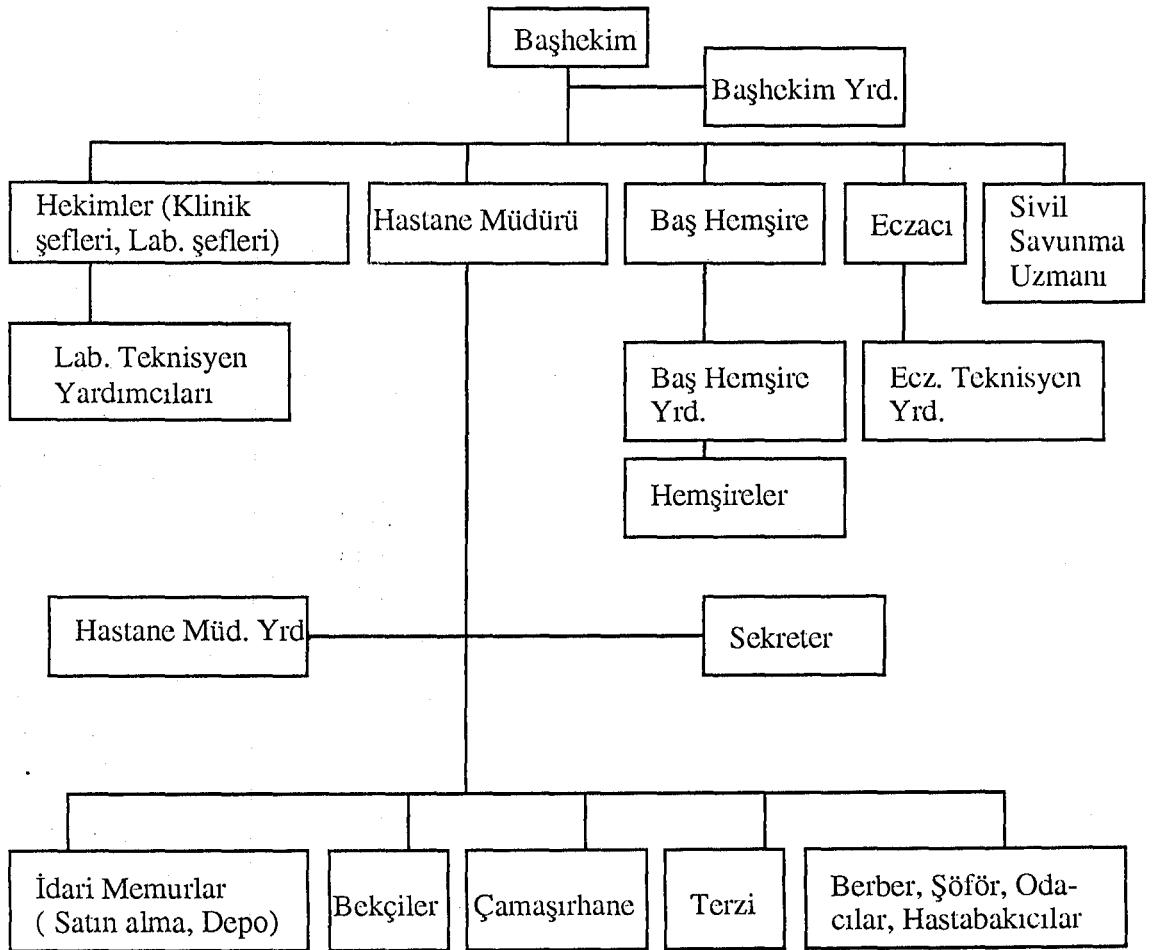 Başhekim
Başhekim Yrd.
Hekimler (Klinik
şefleri, Lab. şefleri)
Hastane Müdürü
Baş Hemşire
Eczacı
Sivil
Savunma
Uzmanı
Lab. Teknisyen
Yardımcıları
Baş Hemşire
Yrd.
Ecz. Teknisyen
Yrd.
Hemşireler
Hastane Müd. Yrd
Sekreter
İdari Memurlar
( Satın alma, Depo)
Bekçiler
Çamaşırhane
Terzi
Berber, Şöför, Oda-
cılar, Hastabakıcılar